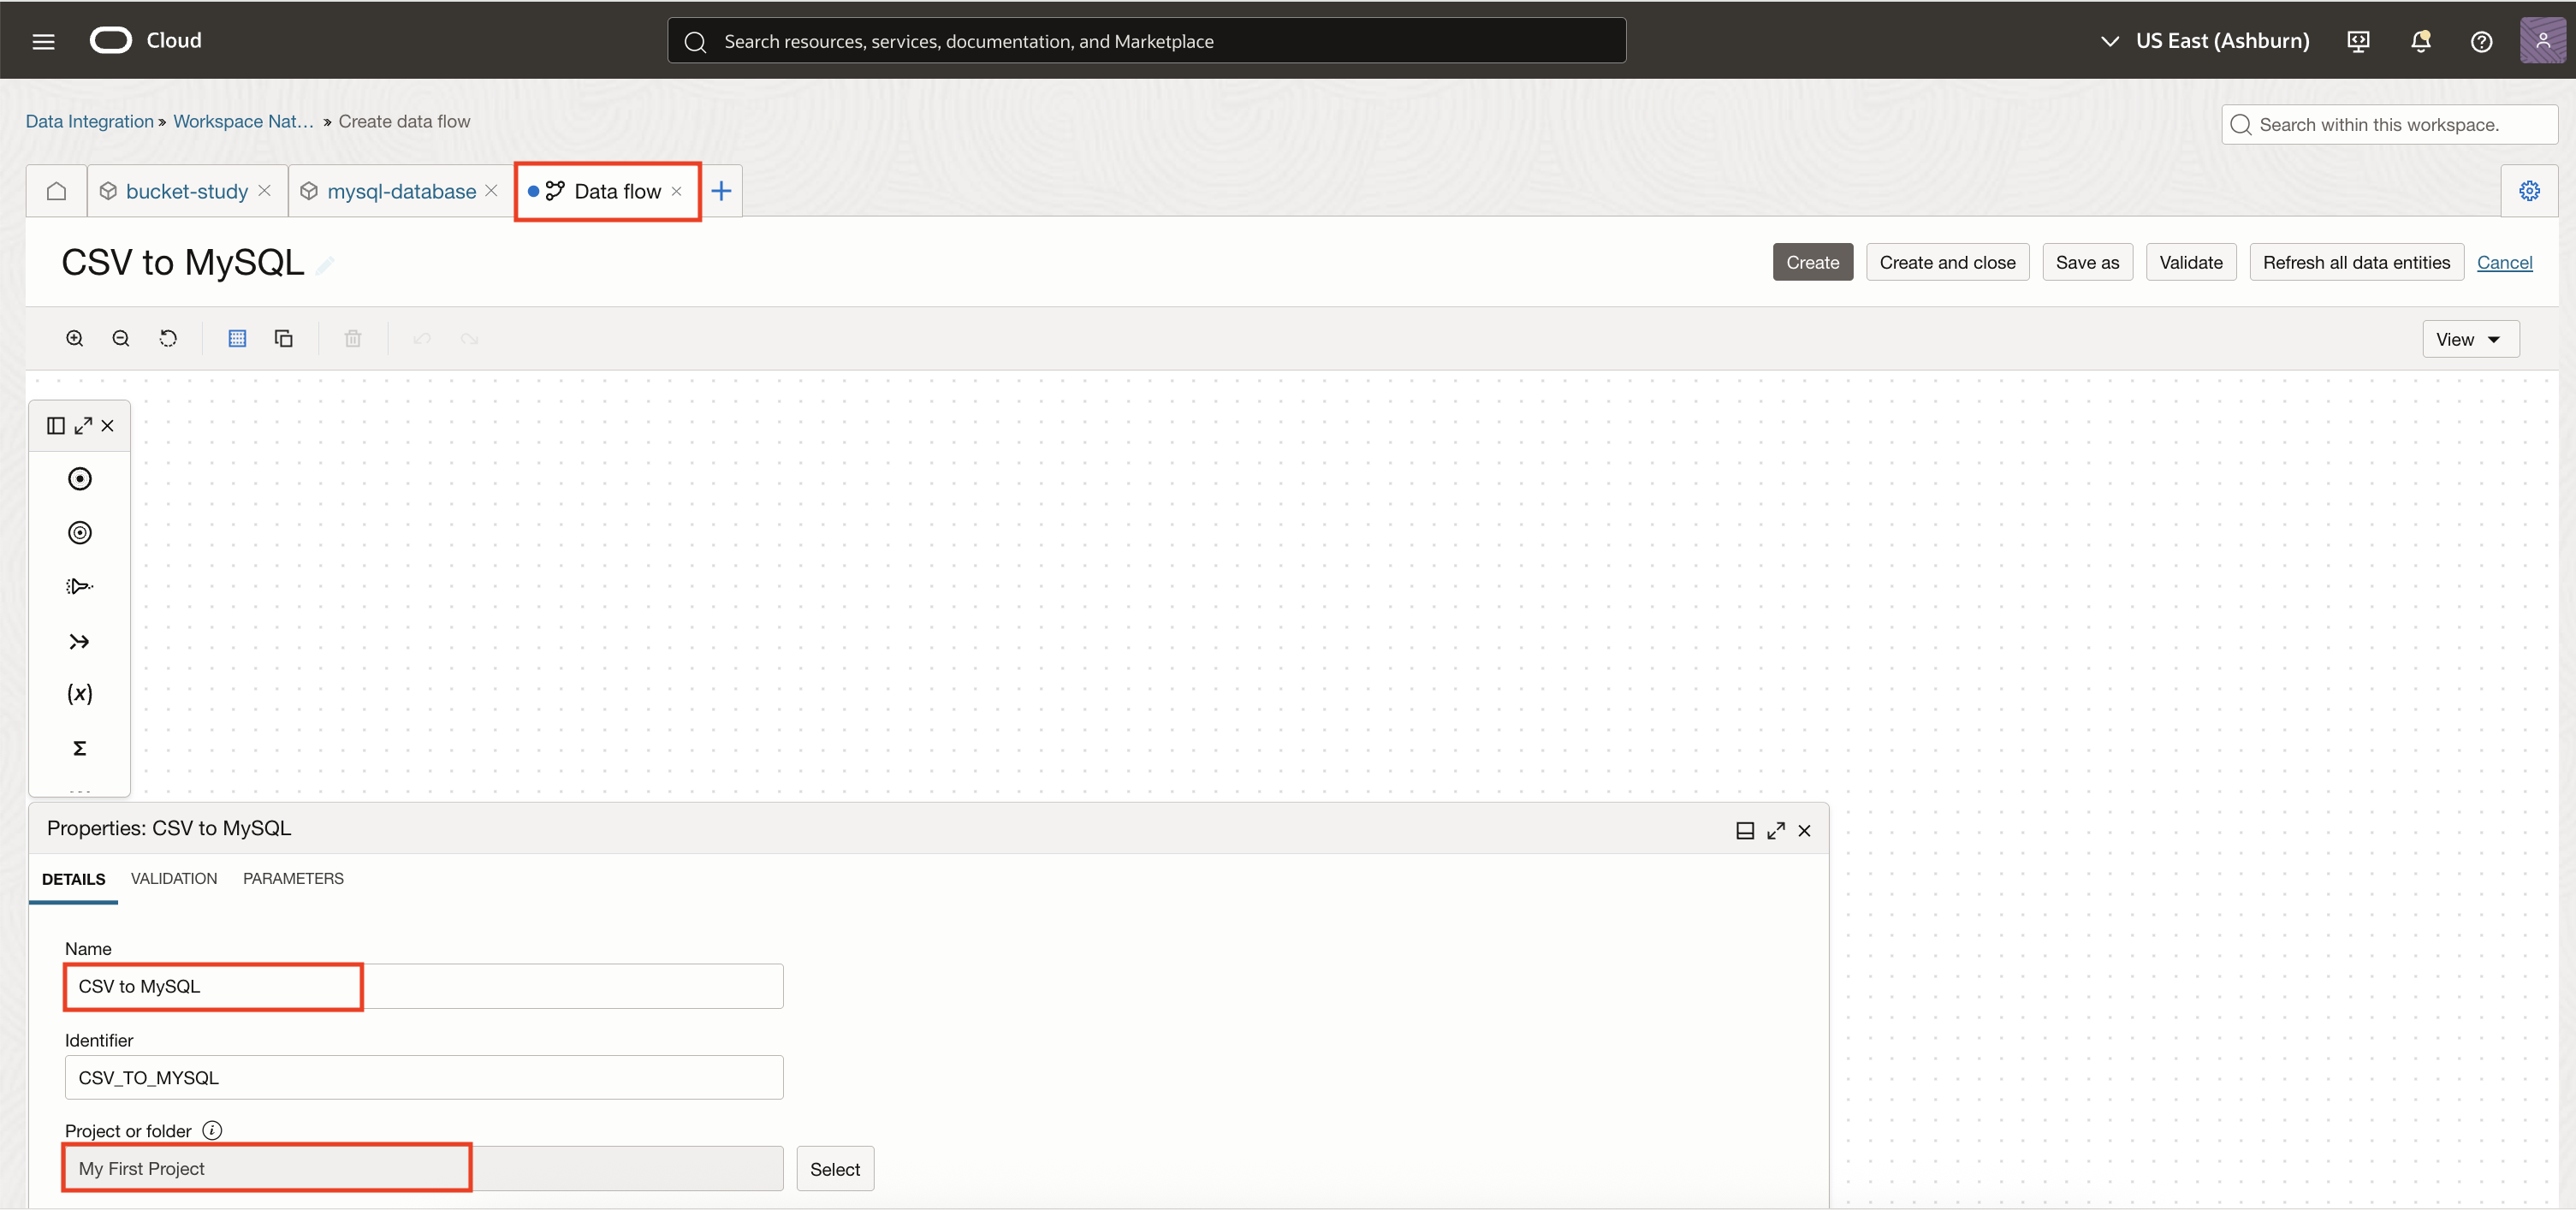 Cloud
Search resources, services, documentation, and Marketplace
US East (Ashburn)
Data Integration » Workspace Nat... » Create data flow
Search within this workspace.
bucket-study
mysql-database
Data flow
CSV to MySQL
Create
Create and close
Save as
Validate
Refresh all data entities
Cancel
View
(x)
Σ
Properties: CSV to MySQL
DETAILS
VALIDATION
PARAMETERS
Name
CSV to MySQL
Identifier
CSV_TO_MYSQL
Project or folder
My First Project
Select